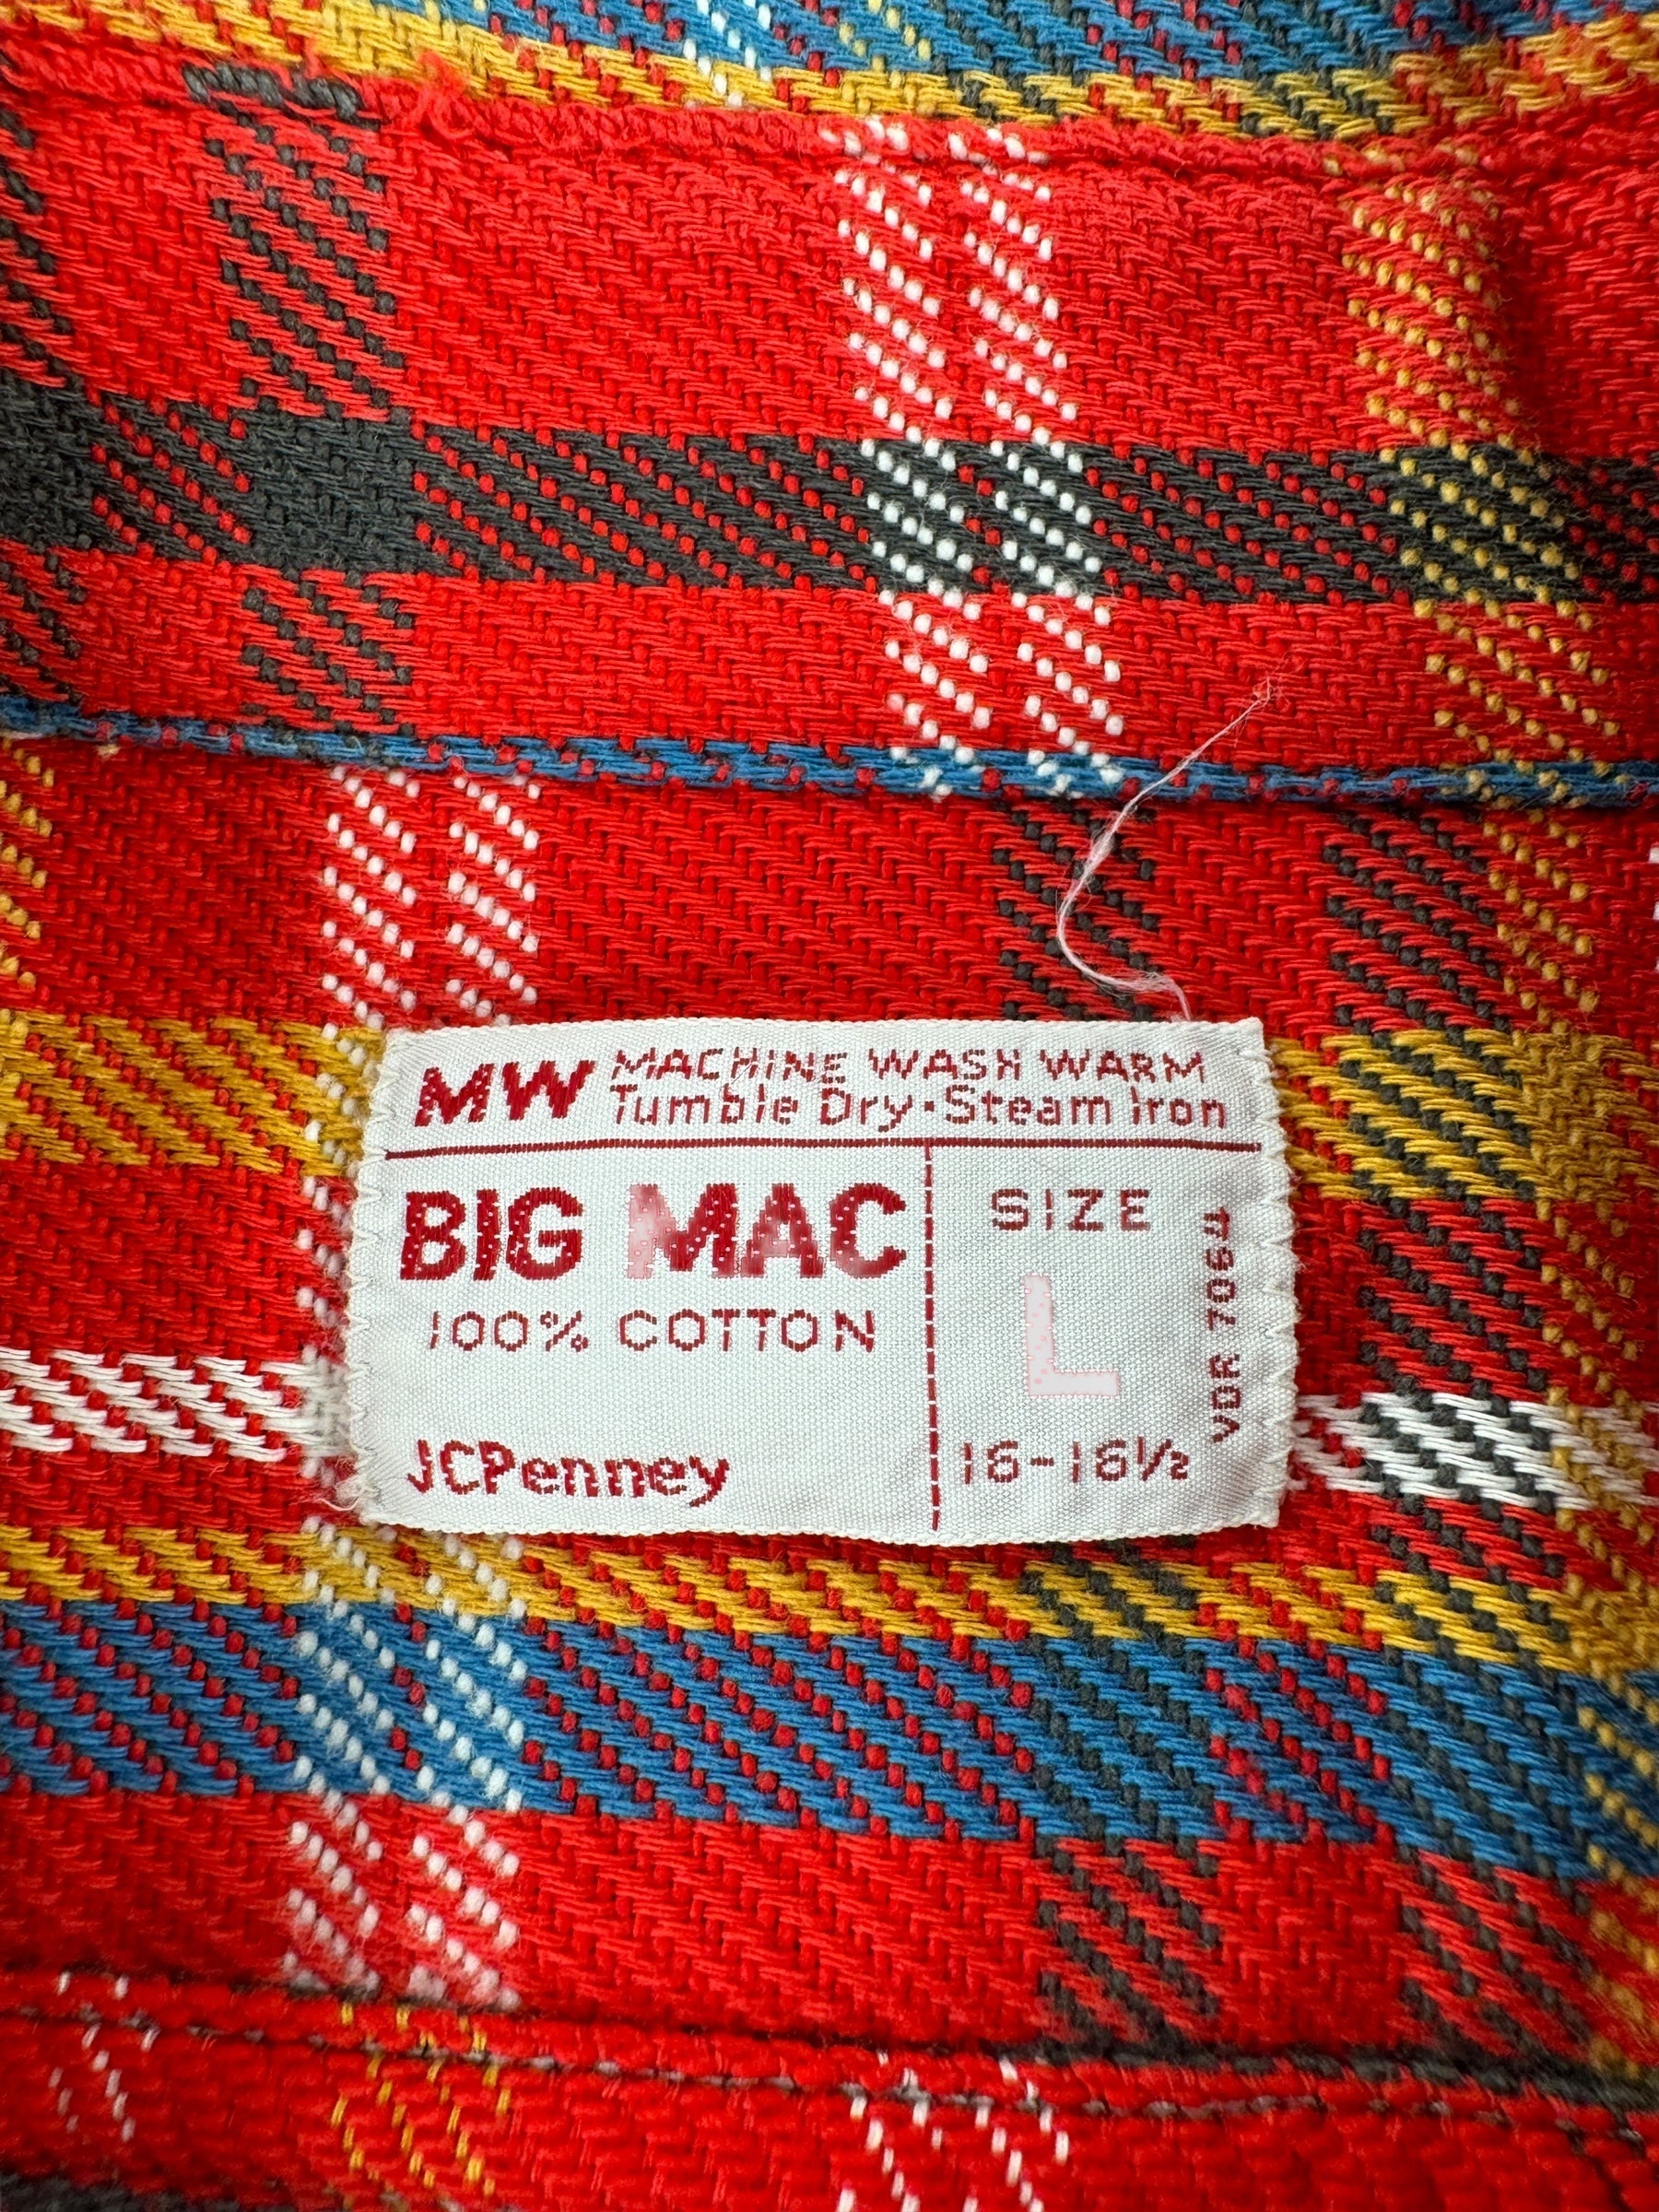 MW MACHINE WASH WARM
Tumble Dry • Steam Iron
BIG MAC
100% COTTON
JCPenney
SIZE
L
16-16½
VDR 7064